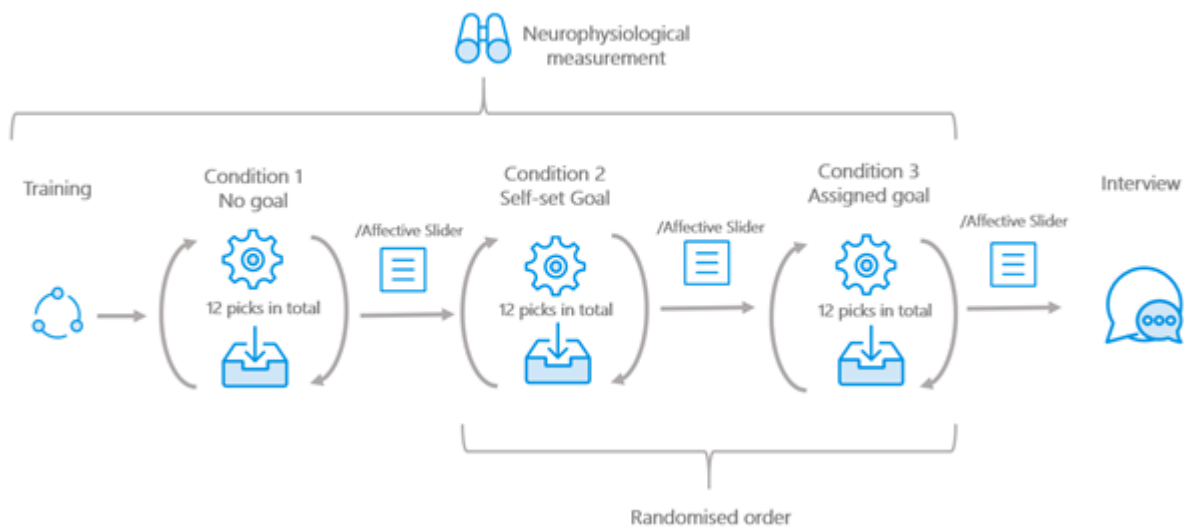 Neurophysiological
measurement
Training
Condition 1
No goal
12 picks in total
/Affective Slider
Condition 2
Self-set Goal
12 picks in total
/Affective Slider
Condition 3
Assigned goal
12 picks in total
/Affective Slider
Interview
Randomised order